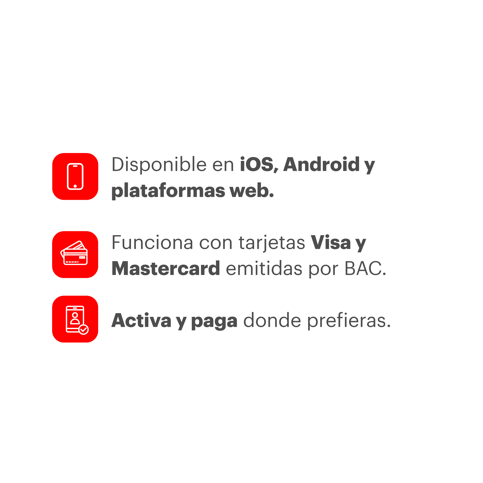 Disponible en iOS, Android y
plataformas web.
Funciona con tarjetas Visa y
Mastercard emitidas por BAC.
Activa y paga donde prefieras.